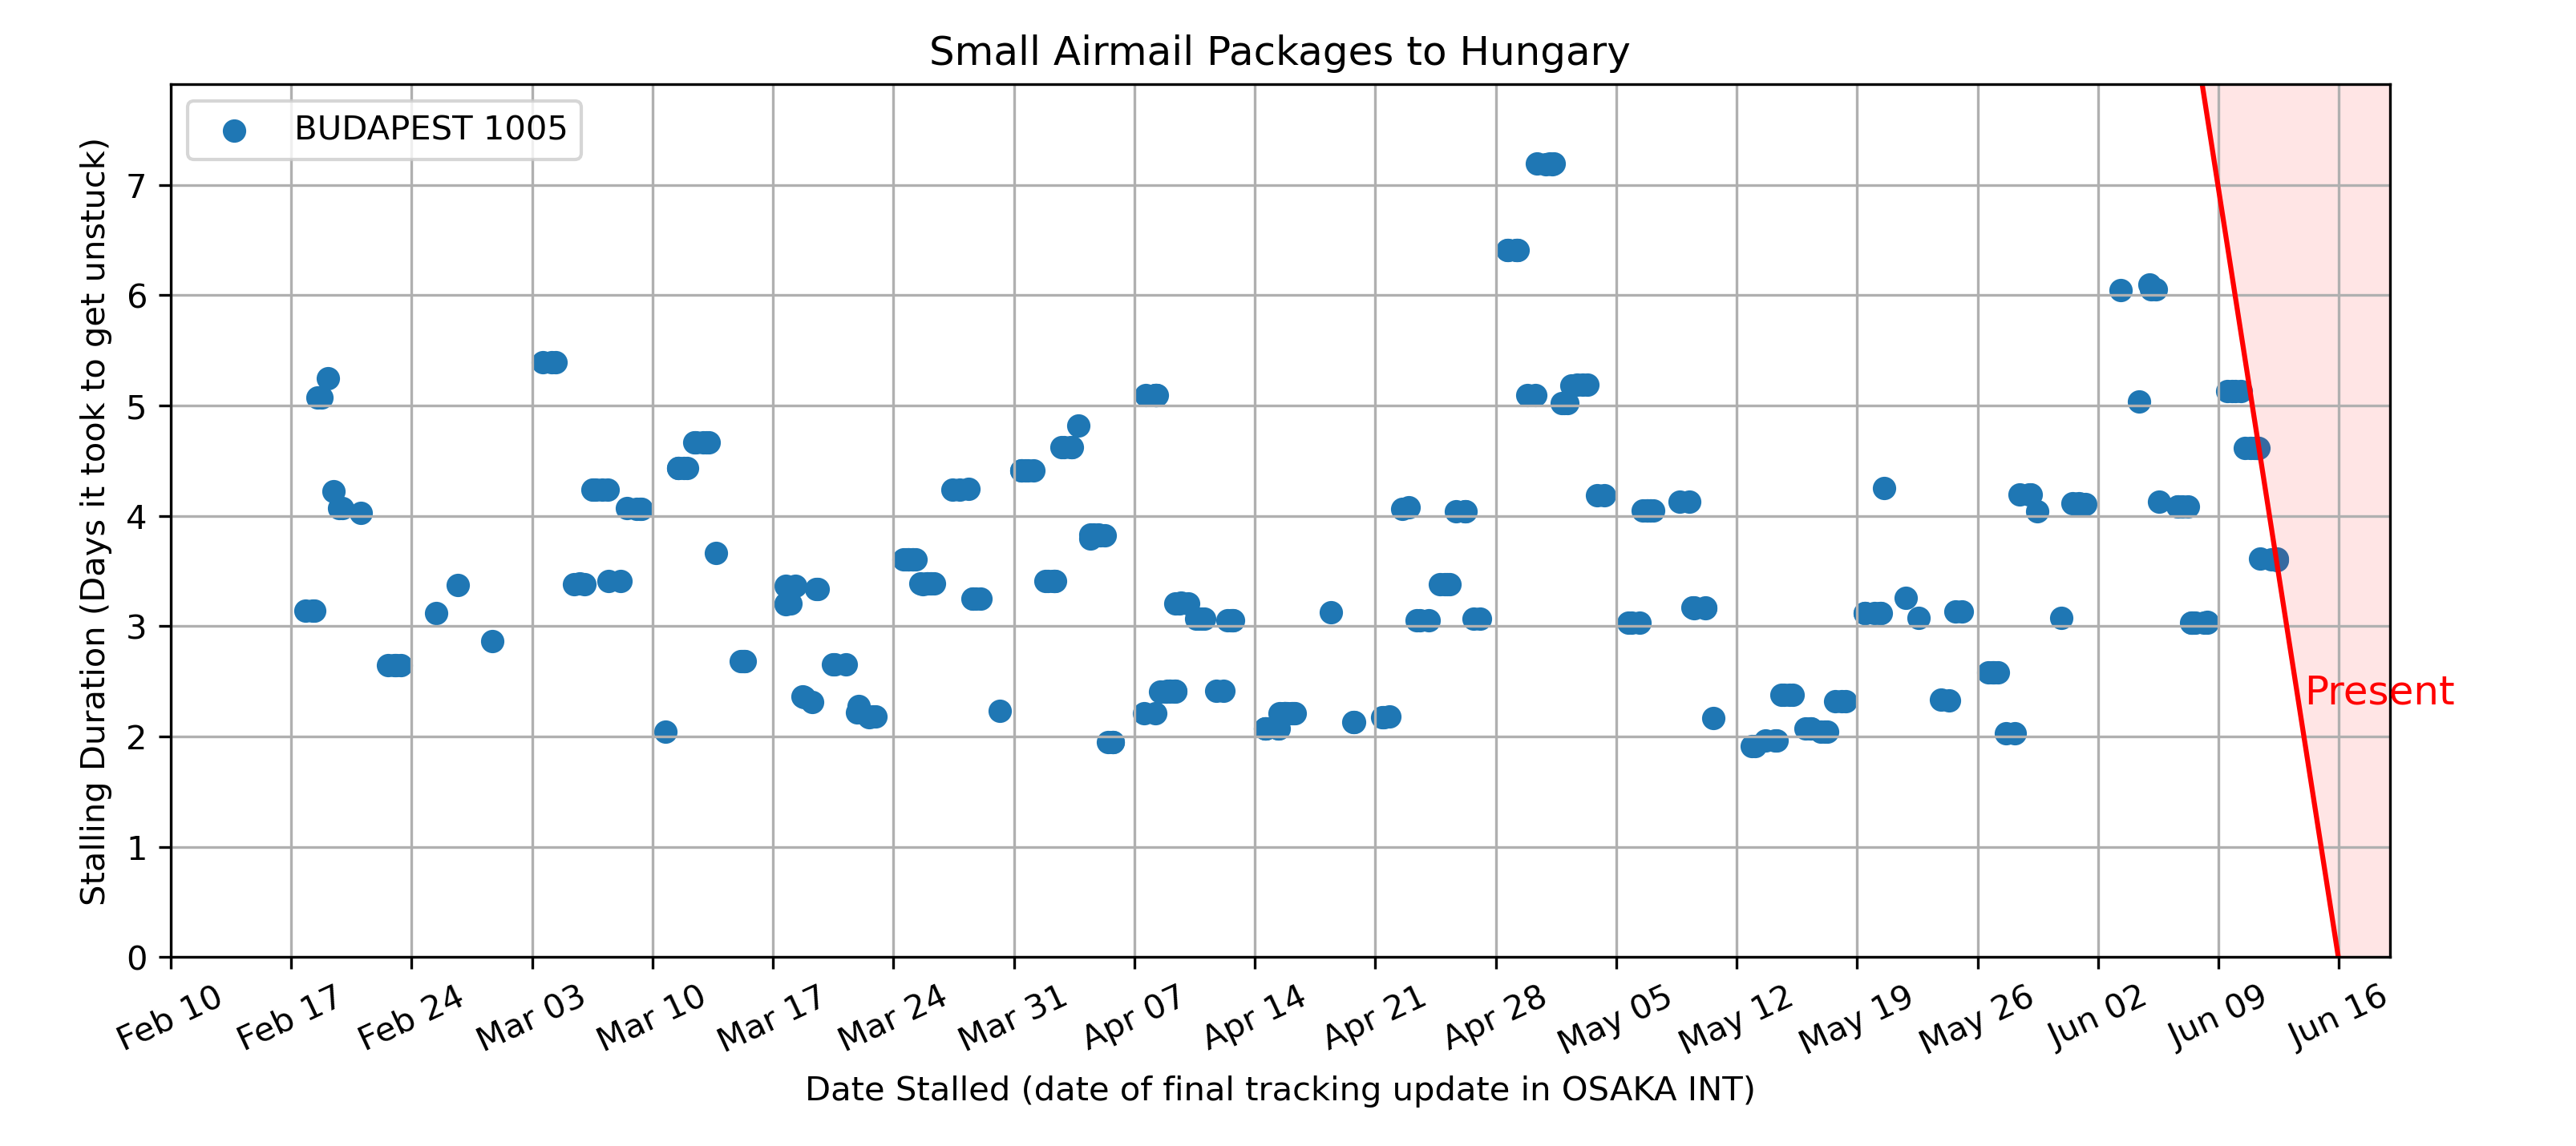 Small Airmail Packages to Hungary
BUDAPEST 1005
Stalling Duration (Days it took to get unstuck)
7
6
5
4
3
2
1
0
Present
Feb 10
Feb 17
Feb 24
Mar 03
Mar 10
Mar 17
Mar 24
Mar 31
Apr 07
Apr 14
Apr 21
Apr 28
May 05
May 12
May 19
May 26
Jun 02
Jun 09
Jun 16
Date Stalled (date of final tracking update in OSAKA INT)